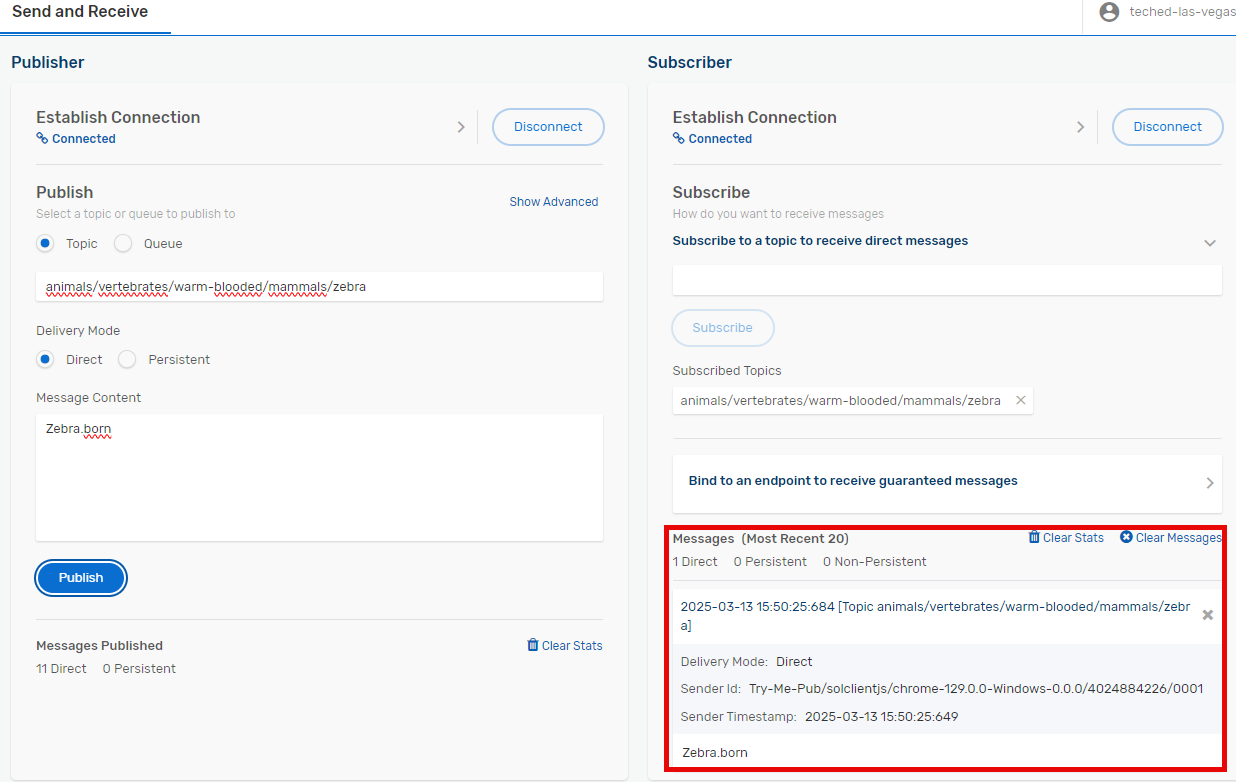 Send and Receive
teched-las-vegas
Publisher
Establish Connection
Connected
Disconnect
Publish
Select a topic or queue to publish to
Show Advanced
Topic Queue
animals/vertebrates/warm-blooded/mammals/zebra
Delivery Mode
Direct Persistent
Message Content
Zebra.born
Publish
Messages Published
Clear Stats
11 Direct 0 Persistent
Subscriber
Establish Connection
Connected
Disconnect
Subscribe
How do you want to receive messages
Subscribe to a topic to receive direct messages
Subscribe
Subscribed Topics
animals/vertebrates/warm-blooded/mammals/zebra
Bind to an endpoint to receive guaranteed messages
Messages (Most Recent 20)
Clear Stats
Clear Messages
1 Direct 0 Persistent 0 Non-Persistent
2025-03-13 15:50:25:684 [Topic animals/vertebrates/warm-blooded/mammals/zebr
a]
Delivery Mode: Direct
Sender Id: Try-Me-Pub/solclientjs/chrome-129.0.0-Windows-0.0.0/4024884226/0001
Sender Timestamp: 2025-03-13 15:50:25:649
Zebra.born